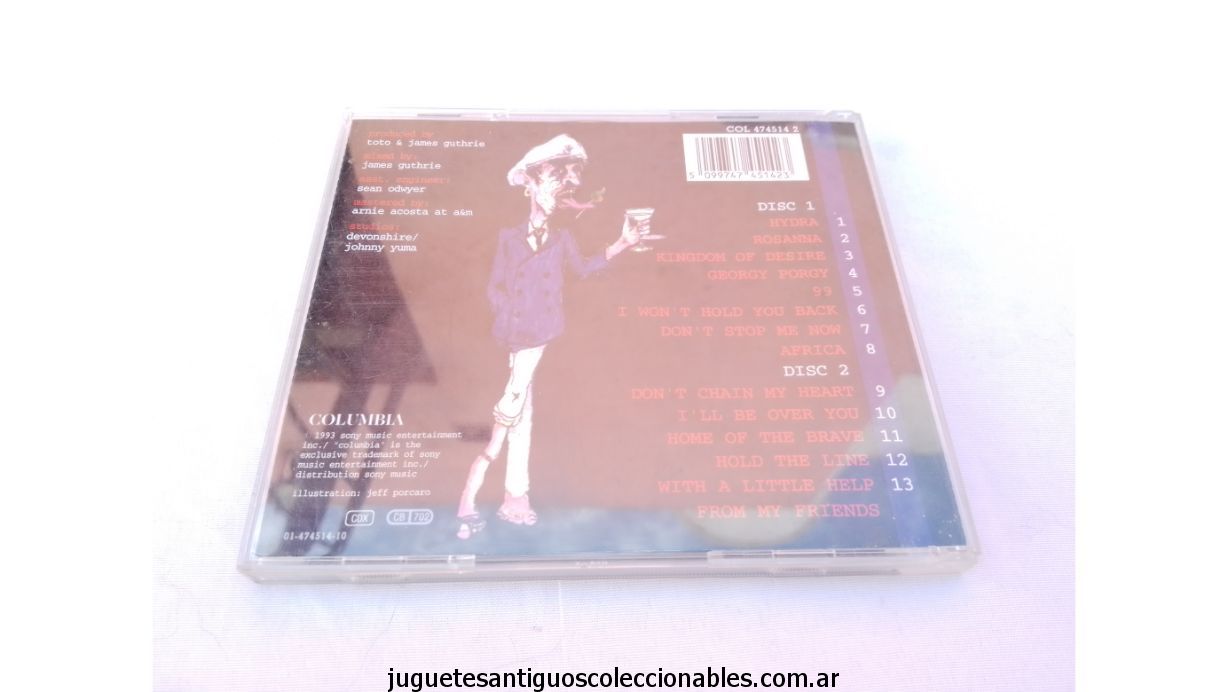 produced by
toto & james guthrie
mixed by:
james guthrie
asst. engineer:
sean odwyer
mastered by:
arnie acosta at a&m
studios:
devonshire/
johnny yuma
COL 474514 2
5 099747 451423
DISC 1
HYDRA 1
ROSANNA 2
KINGDOM OF DESIRE 3
GEORGY PORGY 4
99 5
I WON'T HOLD YOU BACK 6
DON'T STOP ME NOW 7
AFRICA 8
DISC 2
DON'T CHAIN MY HEART 9
I'LL BE OVER YOU 10
HOME OF THE BRAVE 11
HOLD THE LINE 12
WITH A LITTLE HELP 13
FROM MY FRIENDS
COLUMBIA
1993 sony music entertainment
inc./ "columbia" is the
exclusive trademark of sony
music entertainment inc./
distribution sony music
illustration: jeff porcaro
CDX CB 702
01-474514-10
juguetesantiguoscoleccionables.com.ar